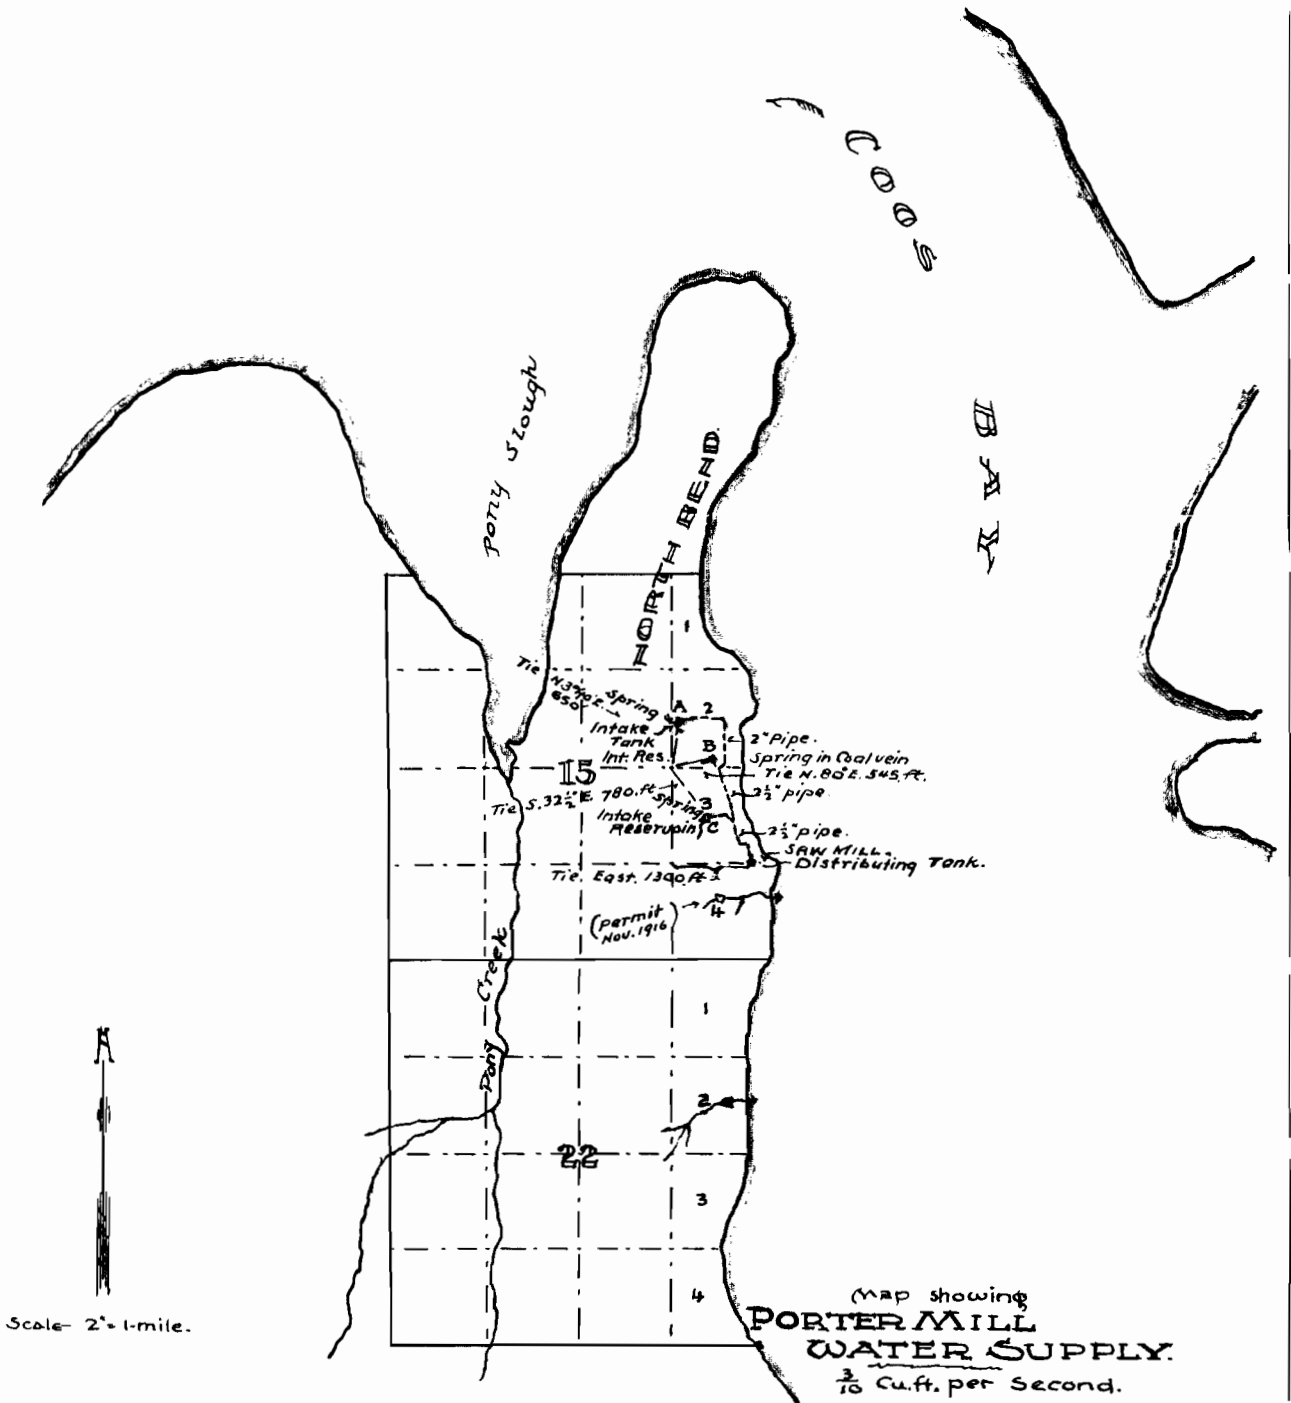 COOS
BAY
Pony Slough
NORTH BEND
1
Tie
N.3°40'E.
650'
Spring
A
2
Intake
Tank
Int. Res.
B
2" Pipe.
Spring in Coal vein
Tie N. 80° E. 545 ft.
15
2½" pipe
Tie S. 32½° E. 780. ft
Spring
3
Intake
Reservoir
C
2½" pipe.
SAW MILL.
Distributing Tank.
Tie. East. 1390 ft
(Permit
Nov. 1916)
4
Pony Creek
1
2
22
3
4
Scale- 2"= 1-mile.
Map showing
PORTER MILL
WATER SUPPLY.
3/10 Cu.ft. per Second.